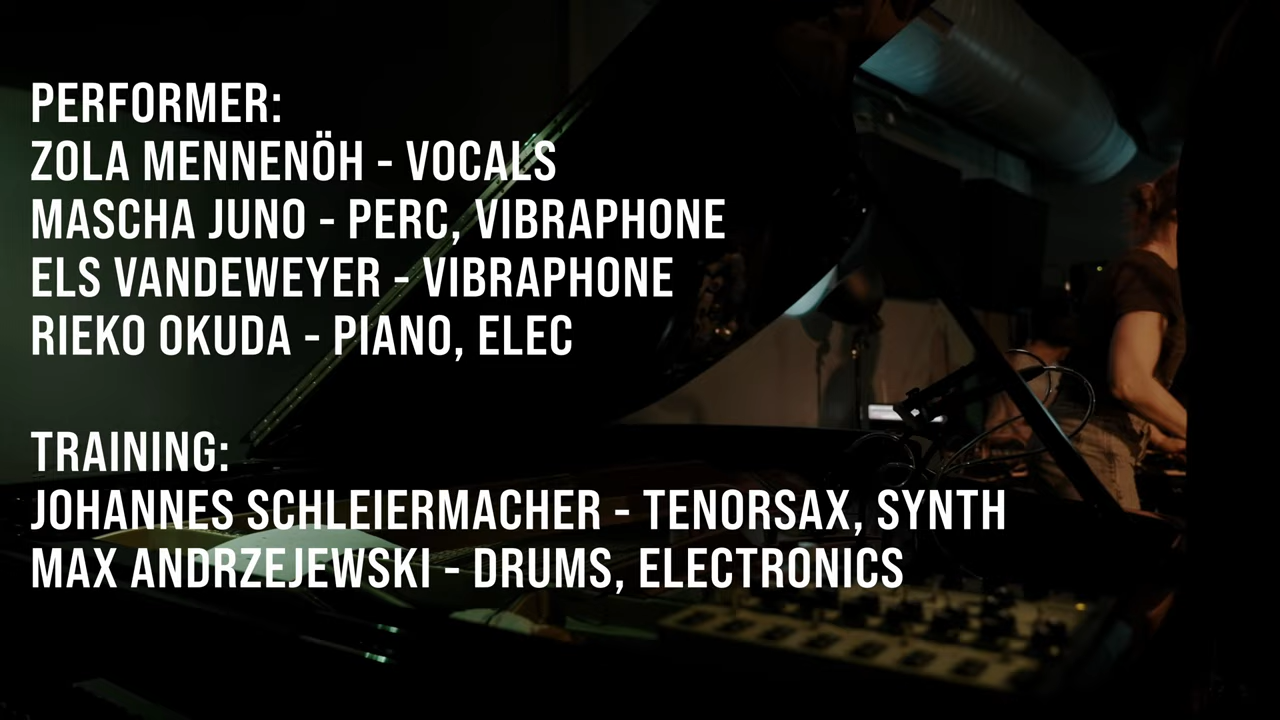 PERFORMER:
ZOLA MENNENÖH - VOCALS
MASCHA JUNO - PERC, VIBRAPHONE
ELS VANDEWEYER - VIBRAPHONE
RIEKO OKUDA - PIANO, ELEC
TRAINING:
JOHANNES SCHLEIERMACHER - TENORSAX, SYNTH
MAX ANDRZEJEWSKI - DRUMS, ELECTRONICS